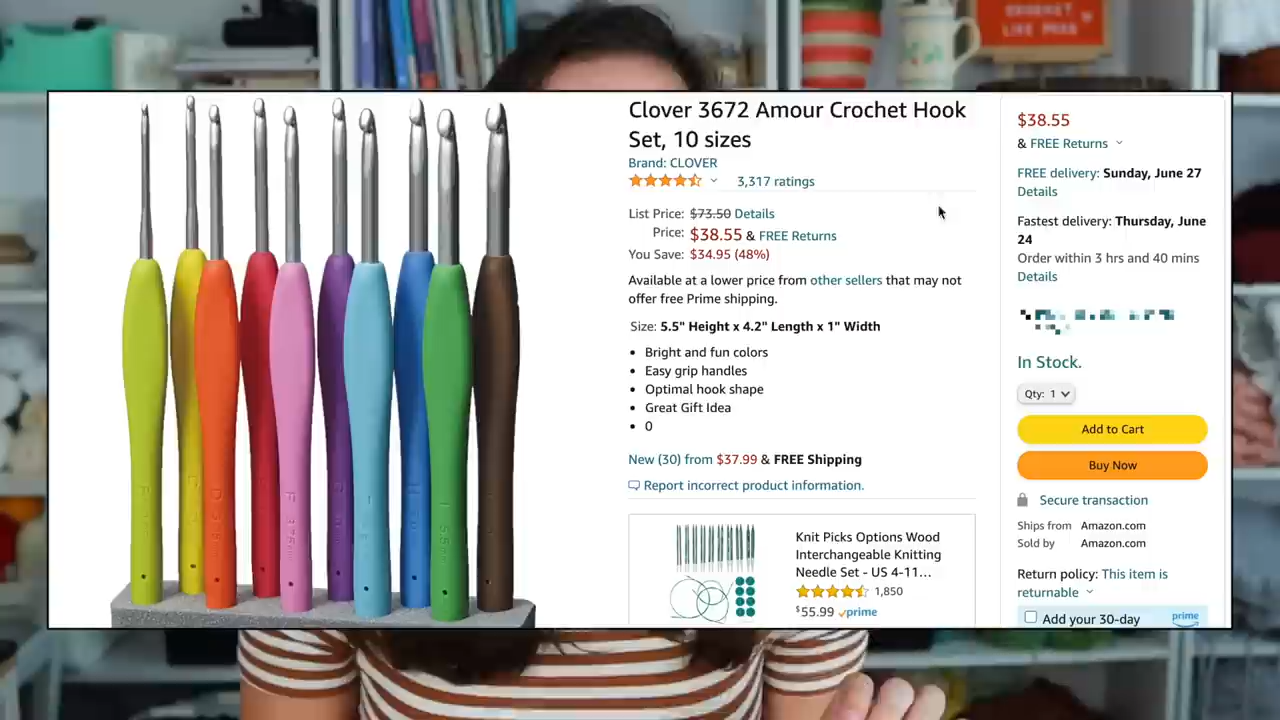 CROCHET
LIKE MHAD
Clover 3672 Amour Crochet Hook
Set, 10 sizes
Brand: CLOVER
3,317 ratings
List Price: $73.50 Details
Price: $38.55 & FREE Returns
You Save: $34.95 (48%)
Available at a lower price from other sellers that may not
offer free Prime shipping.
Size: 5.5" Height x 4.2" Length x 1" Width
• Bright and fun colors
• Easy grip handles
• Optimal hook shape
• Great Gift Idea
• 0
New (30) from $37.99 & FREE Shipping
Report incorrect product information.
Knit Picks Options Wood
Interchangeable Knitting
Needle Set - US 4-11...
1,850
$55.99 prime
$38.55
& FREE Returns
FREE delivery: Sunday, June 27
Details
Fastest delivery: Thursday, June
24
Order within 3 hrs and 40 mins
Details
In Stock.
Qty: 1
Add to Cart
Buy Now
Secure transaction
Ships from Amazon.com
Sold by Amazon.com
Return policy: This item is
returnable
Add your 30-day
prime